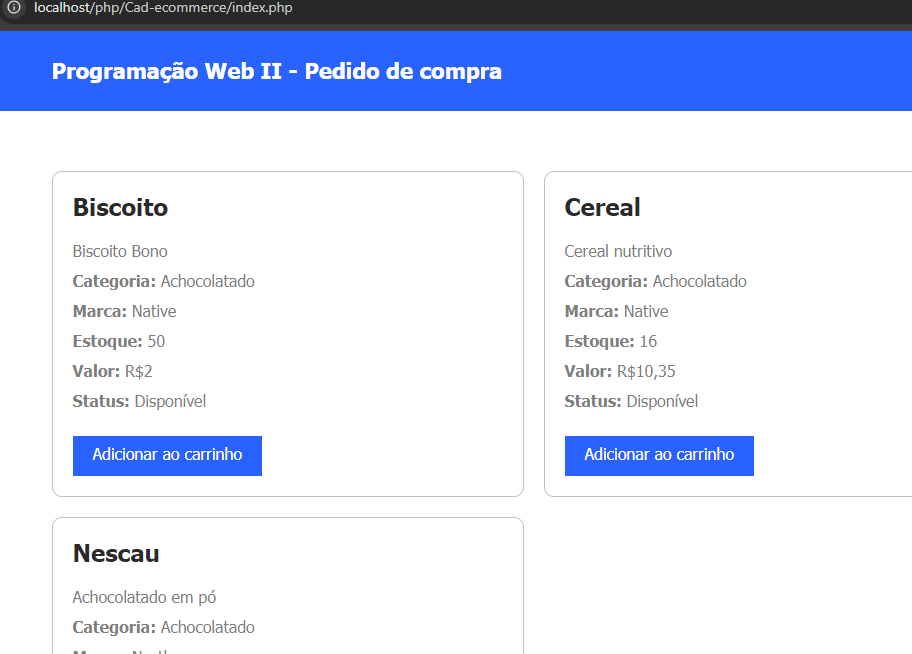 localhost/php/Cad-ecommerce/index.php
Programação Web II - Pedido de compra
Biscoito
Biscoito Bono
Categoria: Achocolatado
Marca: Native
Estoque: 50
Valor: R$2
Status: Disponível
Adicionar ao carrinho
Cereal
Cereal nutritivo
Categoria: Achocolatado
Marca: Native
Estoque: 16
Valor: R$10,35
Status: Disponível
Adicionar ao carrinho
Nescau
Achocolatado em pó
Categoria: Achocolatado